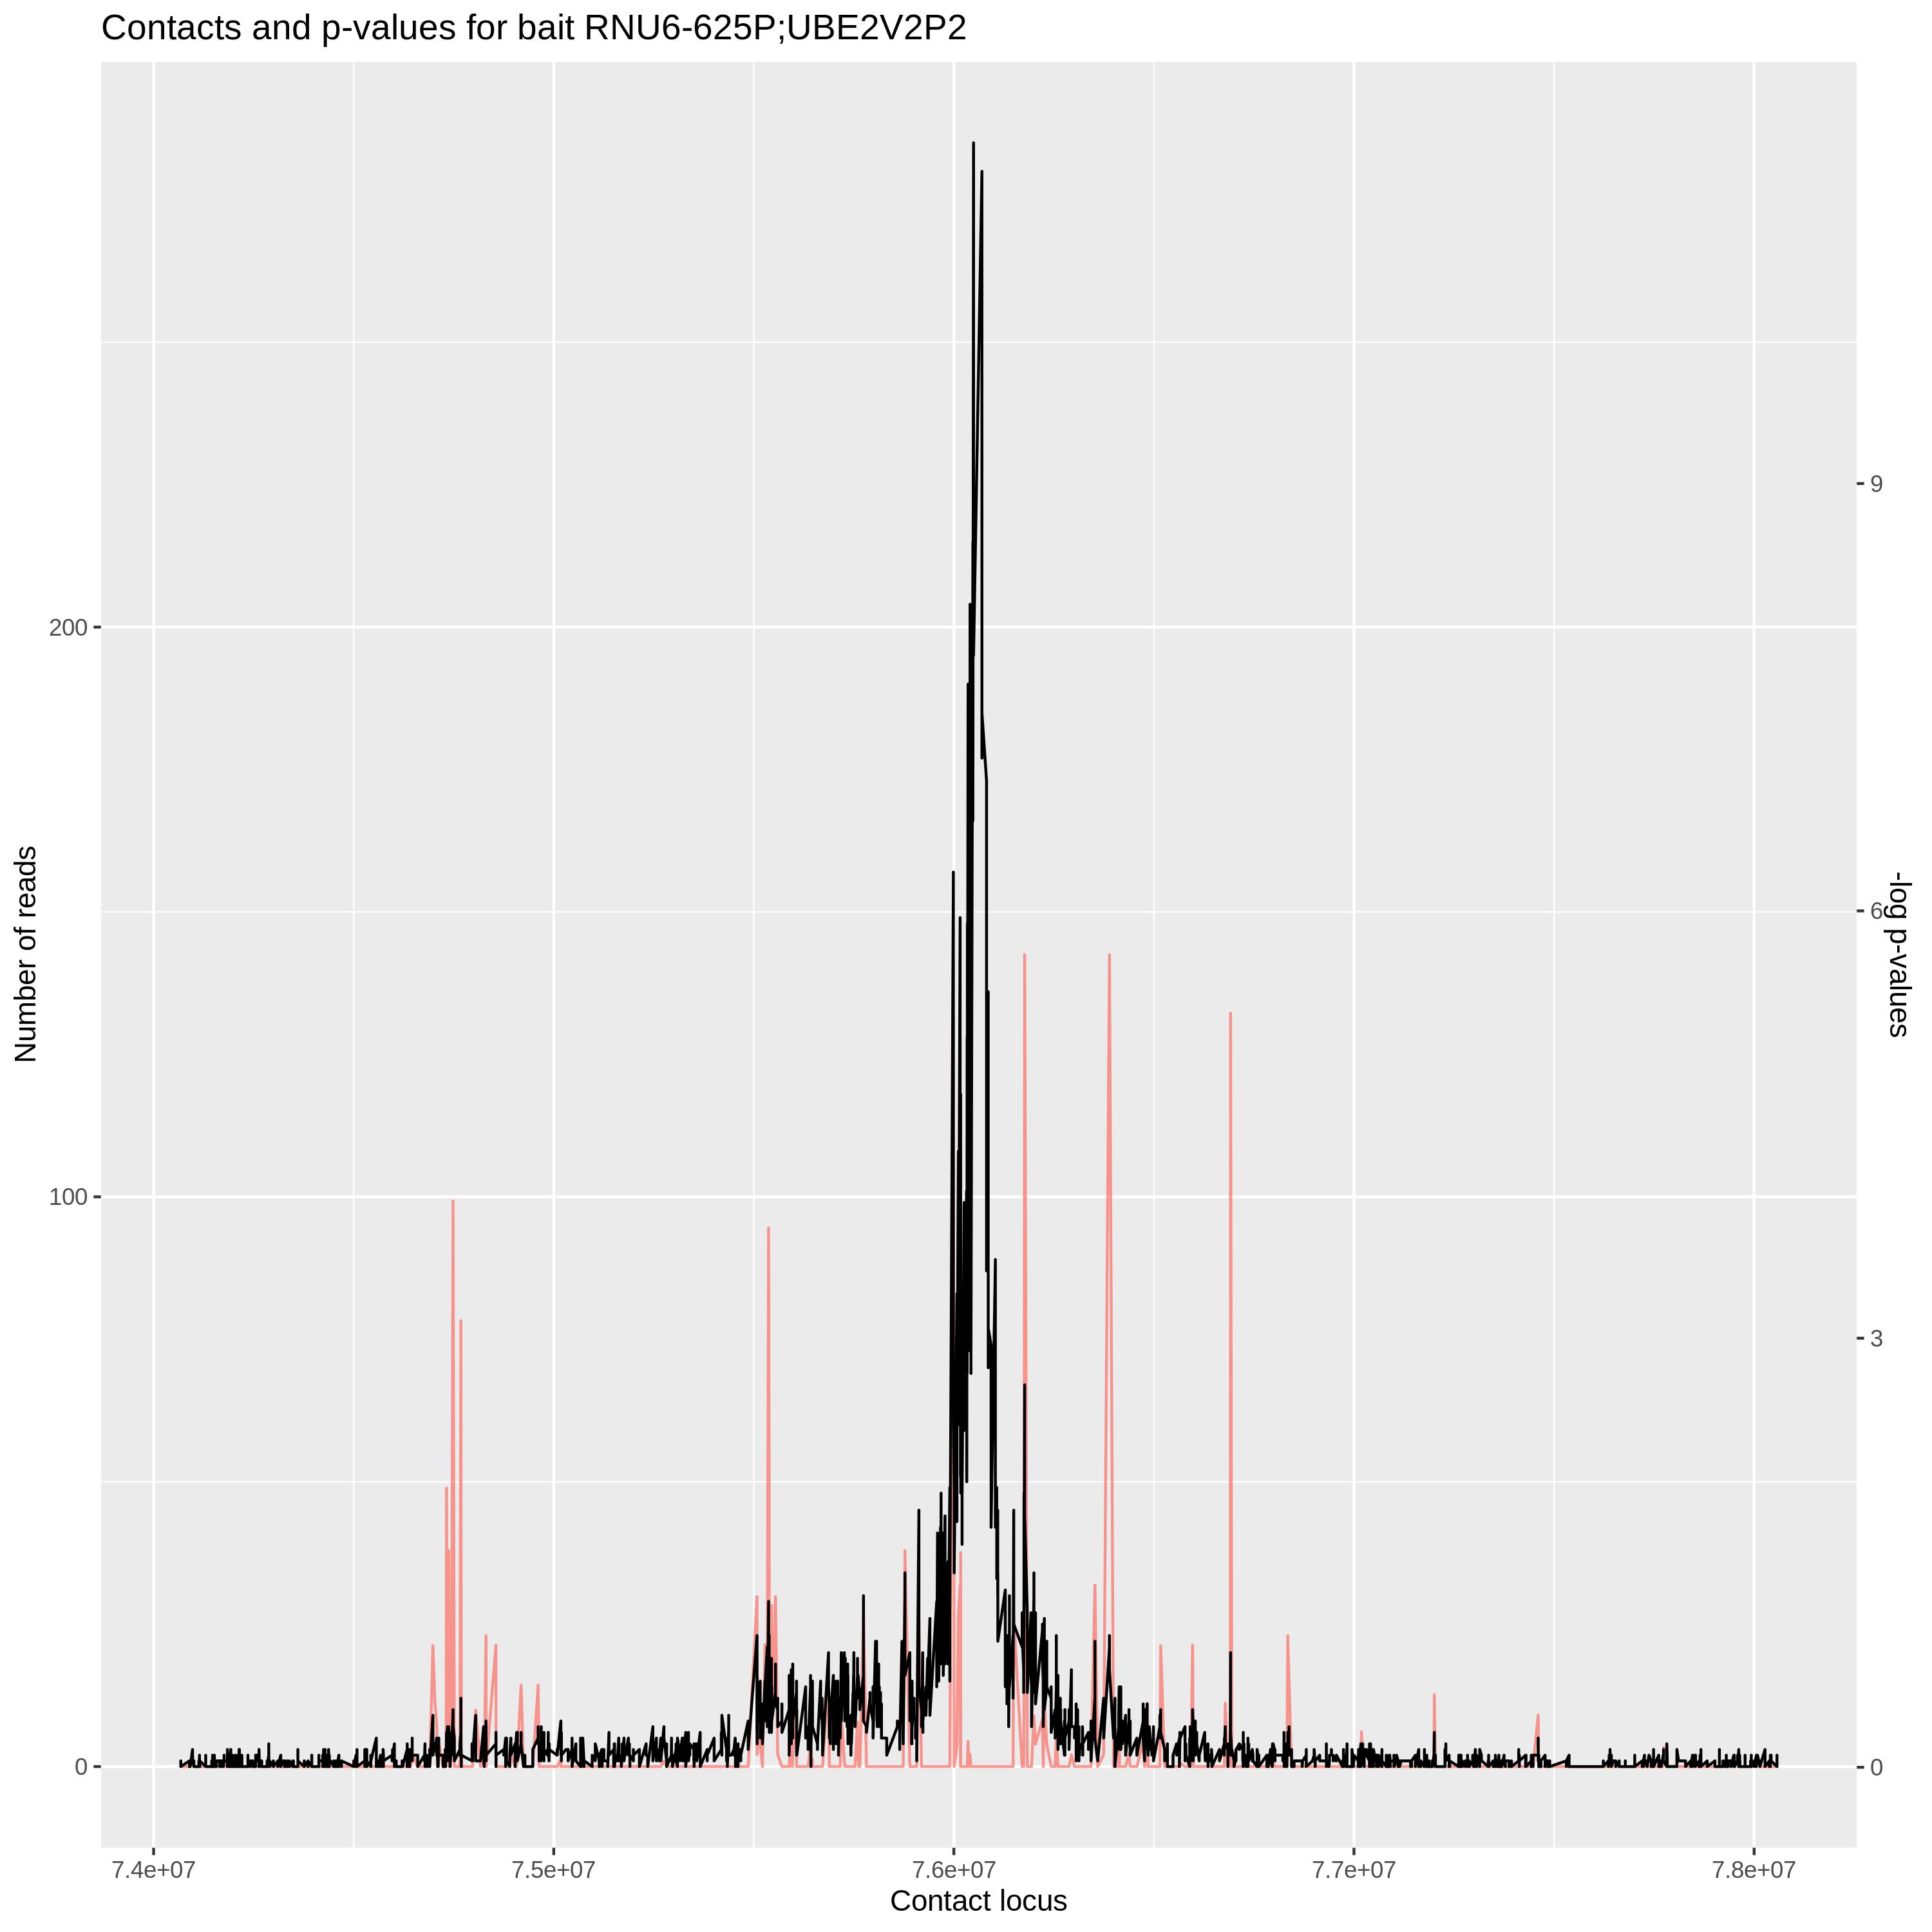 Contacts and p-values for bait RNU6-625P;UBE2V2P2
Number of reads
200
100
0
9
6
3
0
-log p-values
7.4e+07 7.5e+07 7.6e+07 7.7e+07 7.8e+07
Contact locus